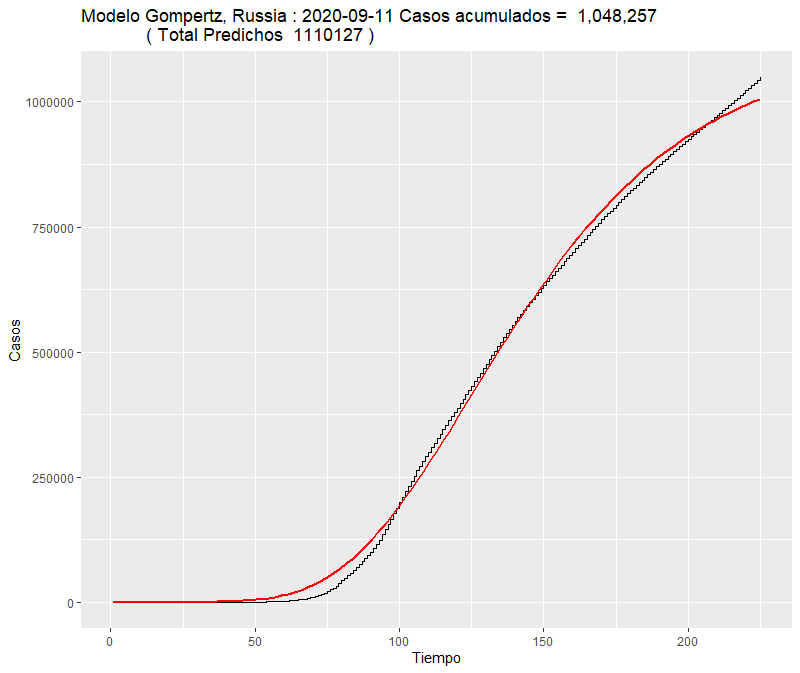 Modelo Gompertz, Russia : 2020-09-11 Casos acumulados =  1,048,257
( Total Predichos  1110127 )
1000000
750000
500000
250000
0
Casos
0 50 100 150 200
Tiempo